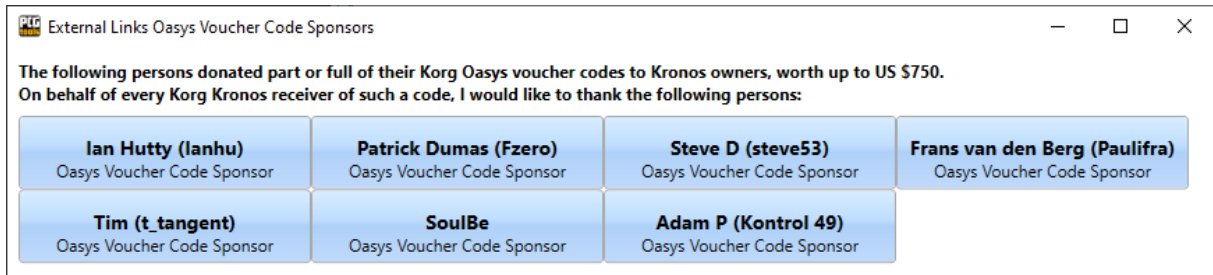 PCG
tools
External Links Oasys Voucher Code Sponsors
The following persons donated part or full of their Korg Oasys voucher codes to Kronos owners, worth up to US $750.
On behalf of every Korg Kronos receiver of such a code, I would like to thank the following persons:
Ian Hutty (Ianhu)
Oasys Voucher Code Sponsor
Patrick Dumas (Fzero)
Oasys Voucher Code Sponsor
Steve D (steve53)
Oasys Voucher Code Sponsor
Frans van den Berg (Paulifra)
Oasys Voucher Code Sponsor
Tim (t_tangent)
Oasys Voucher Code Sponsor
SoulBe
Oasys Voucher Code Sponsor
Adam P (Kontrol 49)
Oasys Voucher Code Sponsor